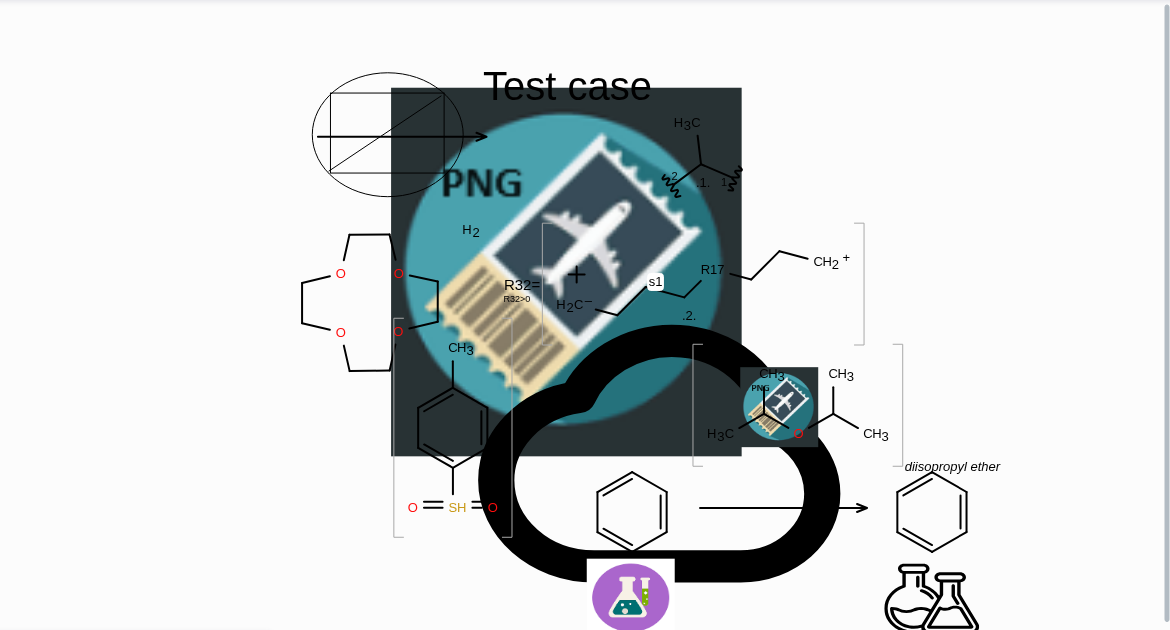 Test case
H3C
2
.1.
1
PNG
H2
CH2 +
R17
O
O
s1
R32=
R32>0
H2C−
.2.
O
O
CH3
CH3
CH3
PNG
H3C
O
CH3
diisopropyl ether
O
SH
O